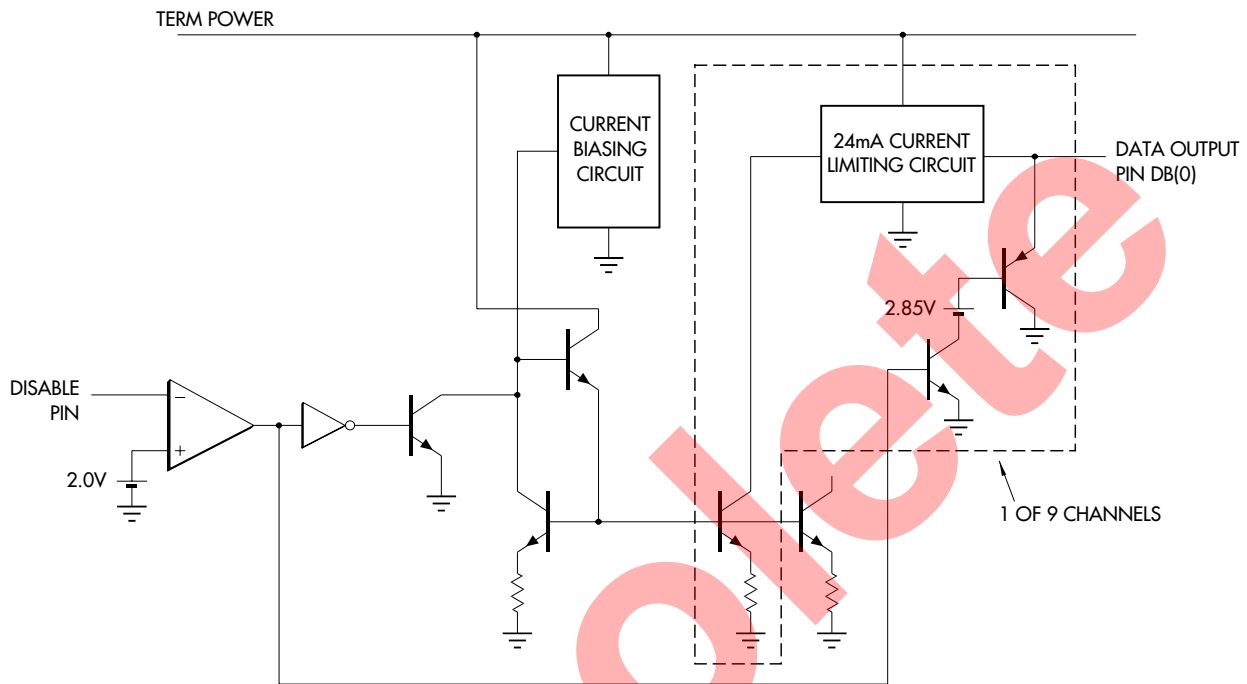 TERM POWER
CURRENT
BIASING
CIRCUIT
24mA CURRENT
LIMITING CIRCUIT
DATA OUTPUT
PIN DB(0)
2.85V
DISABLE
PIN
−
+
2.0V
1 OF 9 CHANNELS
olete